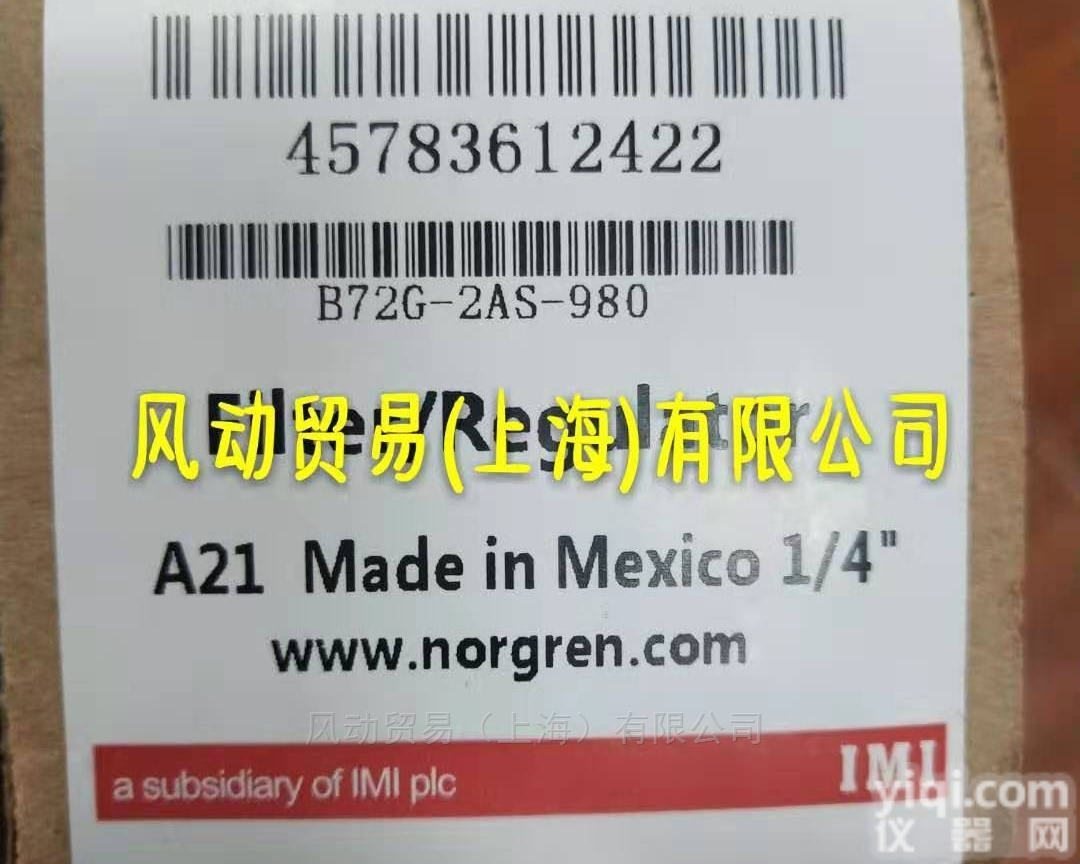 45783612422
B72G-2AS-980
Filter/Regulator
风动贸易(上海)有限公司
A21 Made in Mexico 1/4"
www.norgren.com
风动贸易（上海）有限公司
a subsidiary of IMI plc
IMI
yiqi.com
仪器网